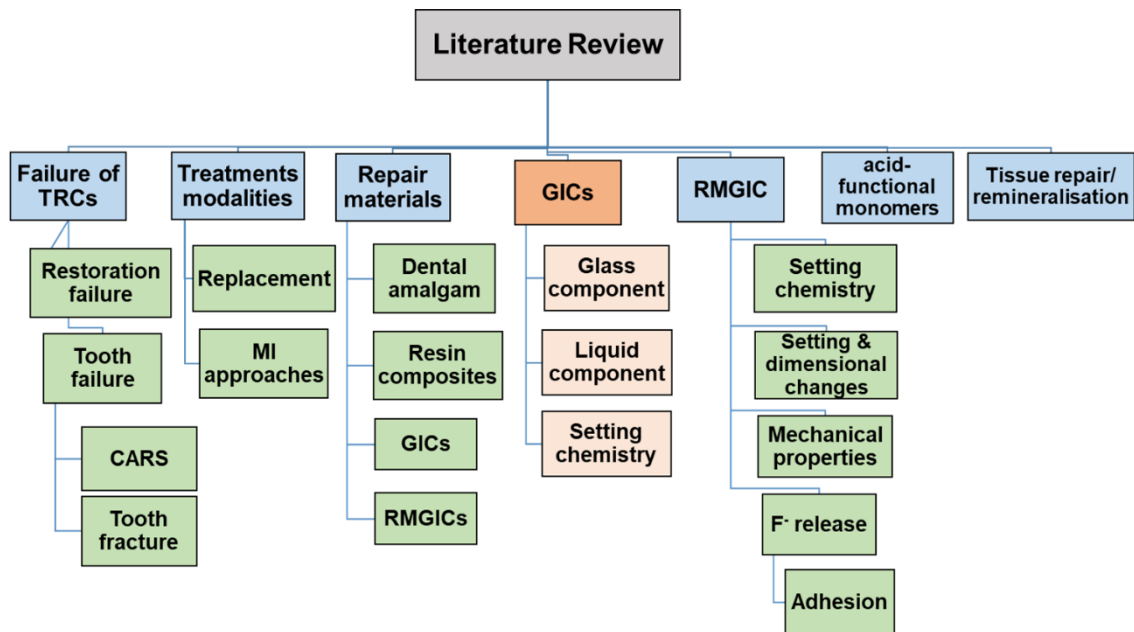 Literature Review
Failure of
TRCs
Treatments
modalities
Repair
materials
GICs
RMGIC
acid-
functional
monomers
Tissue repair/
remineralisation
Restoration
failure
Tooth
failure
CARS
Tooth
fracture
Replacement
MI
approaches
Dental
amalgam
Resin
composites
GICs
RMGICs
Glass
component
Liquid
component
Setting
chemistry
Setting
chemistry
Setting &
dimensional
changes
Mechanical
properties
F⁻ release
Adhesion